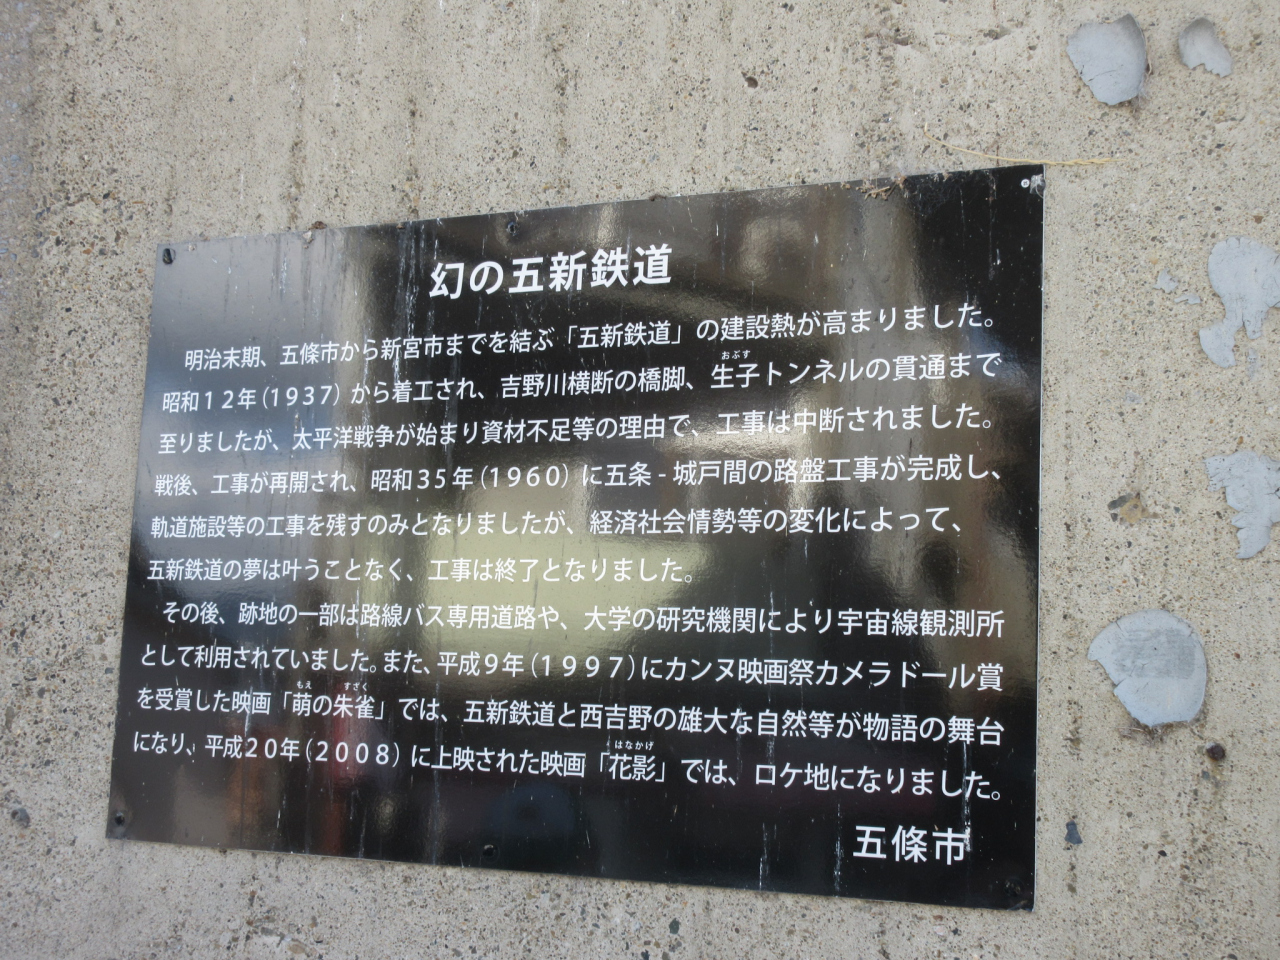 幻の五新鉄道
明治末期、五條市から新宮市までを結ぶ「五新鉄道」の建設熱が高まりました。
おぶす
昭和12年(1937)から着工され、吉野川横断の橋脚、生子トンネルの貫通まで
至りましたが、太平洋戦争が始まり資材不足等の理由で、工事は中断されました。
戦後、工事が再開され、昭和35年(1960)に五条-城戸間の路盤工事が完成し、
軌道施設等の工事を残すのみとなりましたが、経済社会情勢等の変化によって、
五新鉄道の夢は叶うことなく、工事は終了となりました。
その後、跡地の一部は路線バス専用道路や、大学の研究機関により宇宙線観測所
として利用されていました。また、平成9年(1997)にカンヌ映画祭カメラドール賞
もえ すざく
を受賞した映画「萌の朱雀」では、五新鉄道と西吉野の雄大な自然等が物語の舞台
はなかげ
になり、平成20年(2008)に上映された映画「花影」では、ロケ地になりました。
五條市